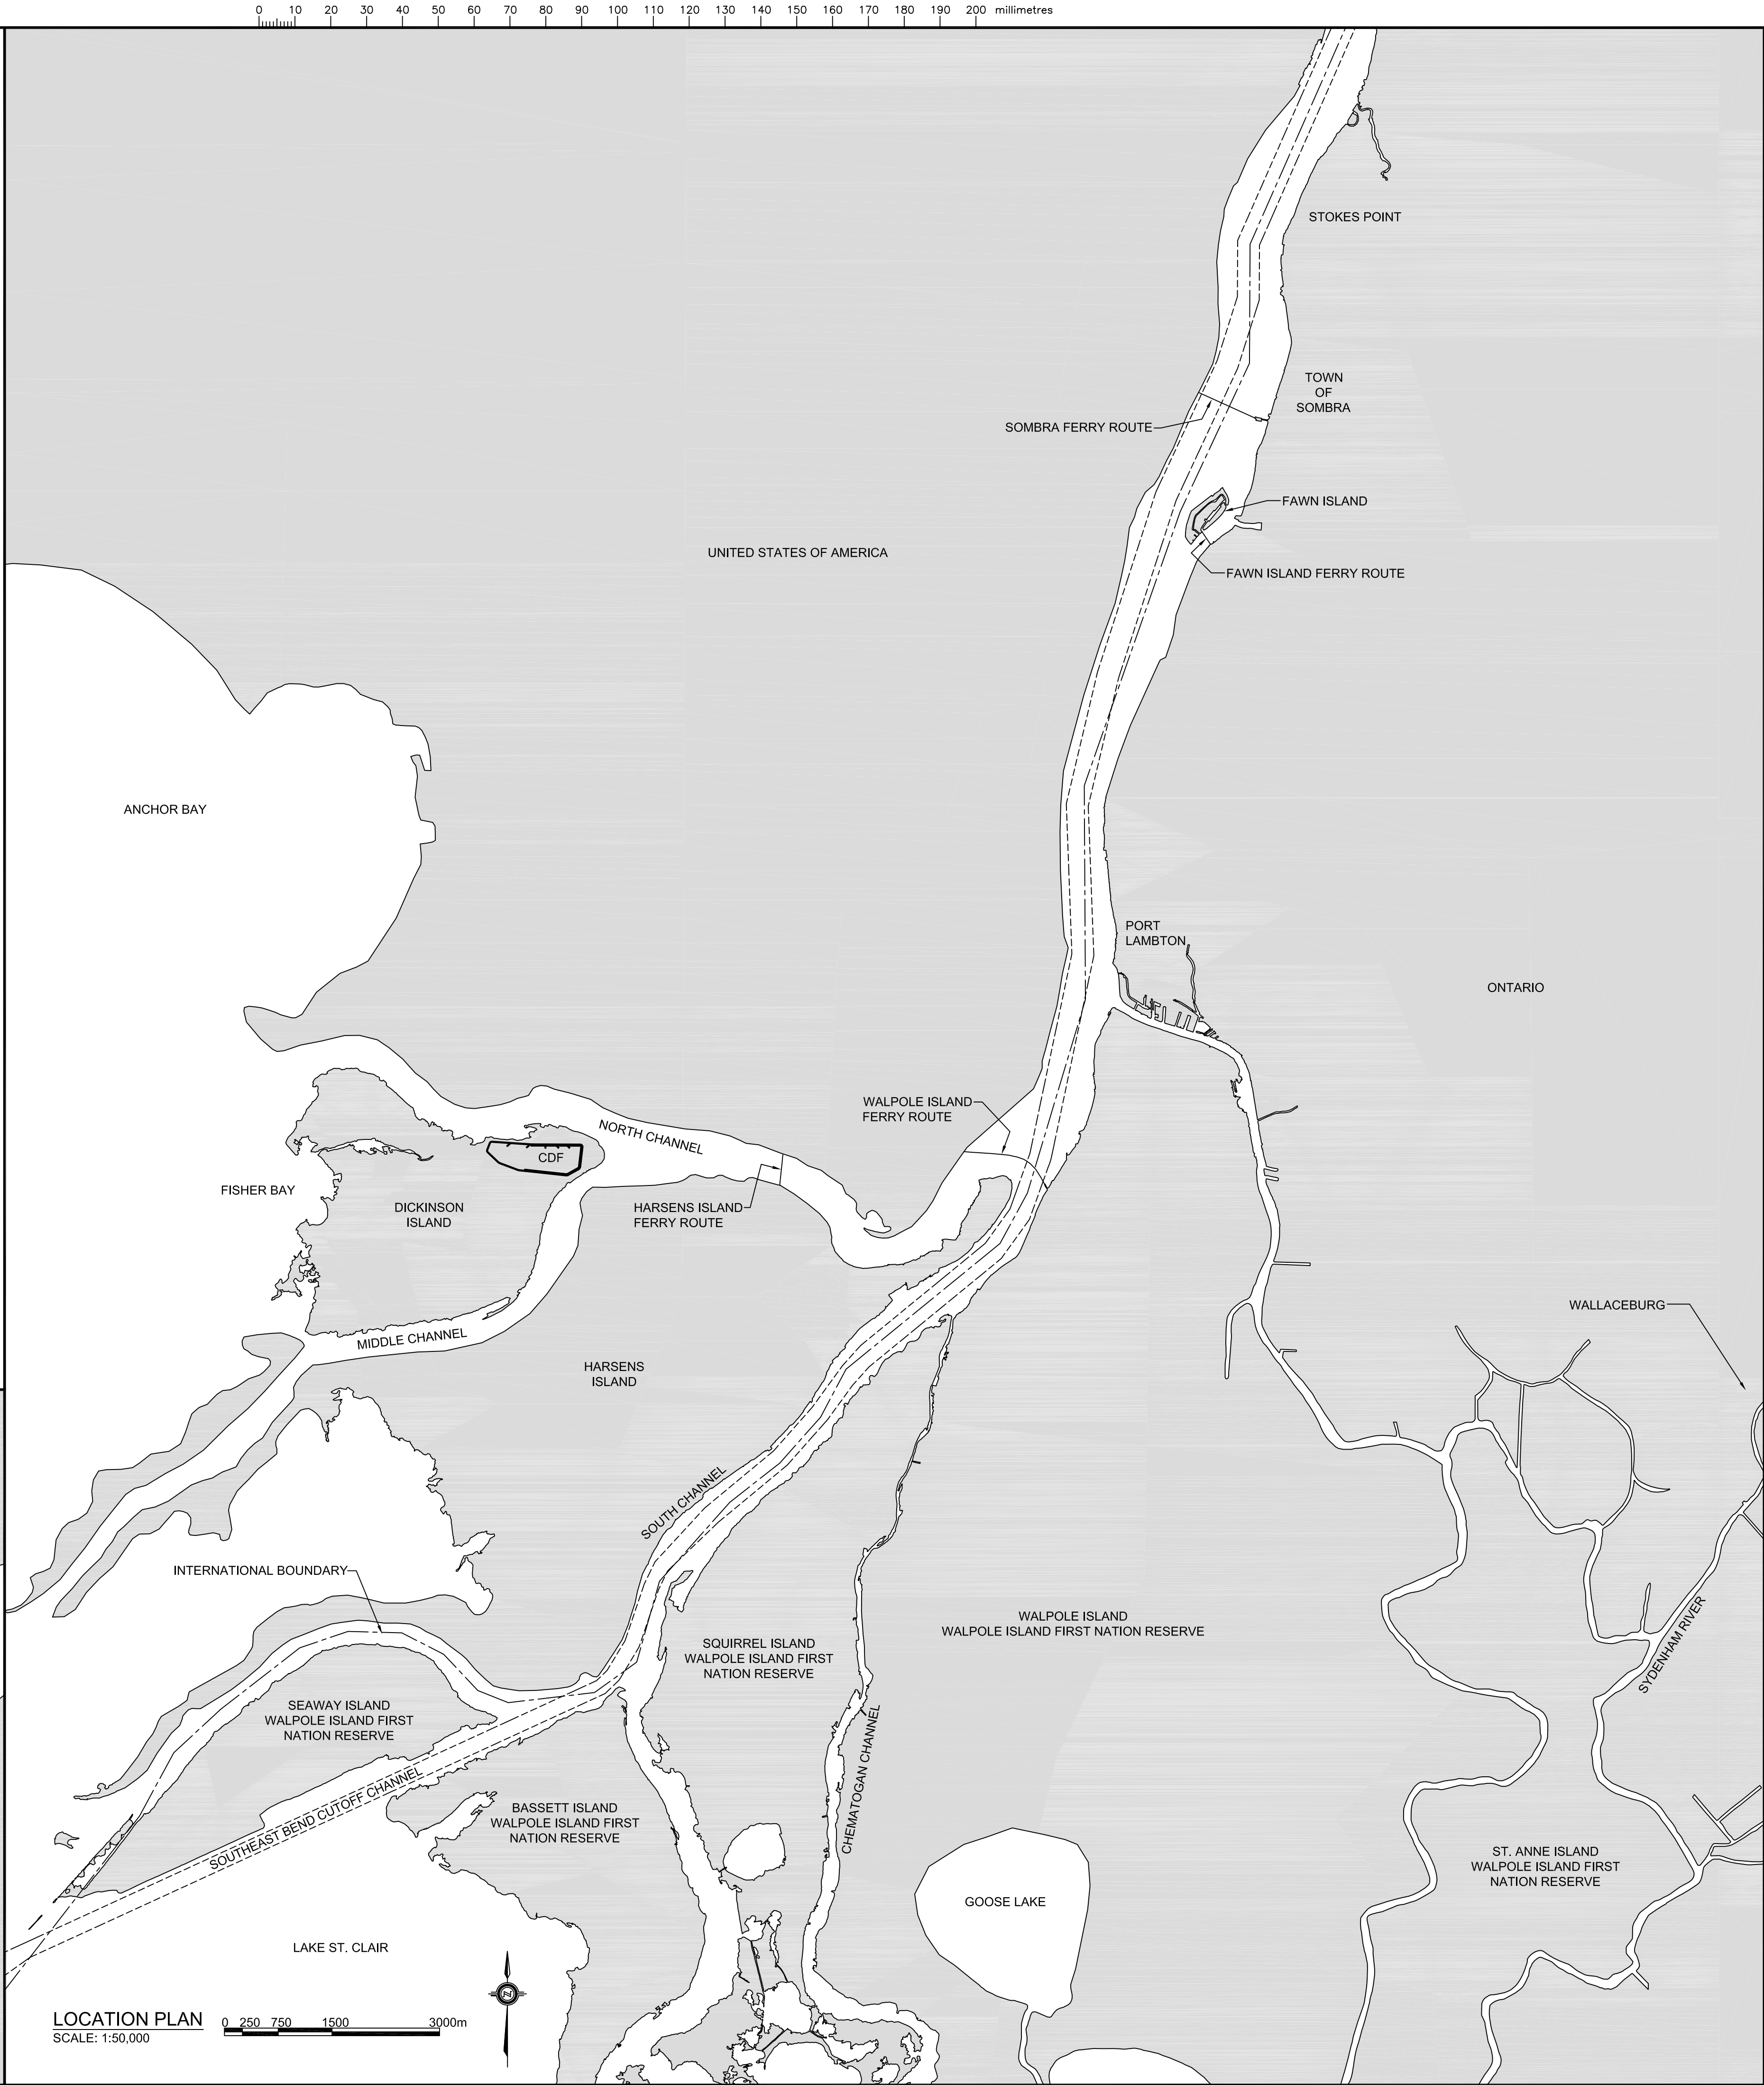 0 10 20 30 40 50 60 70 80 90 100 110 120 130 140 150 160 170 180 190 200 millimetres
STOKES POINT
TOWN
OF
SOMBRA
SOMBRA FERRY ROUTE
FAWN ISLAND
UNITED STATES OF AMERICA
FAWN ISLAND FERRY ROUTE
ANCHOR BAY
PORT
LAMBTON
ONTARIO
WALPOLE ISLAND
FERRY ROUTE
NORTH CHANNEL
CDF
FISHER BAY
DICKINSON
ISLAND
HARSENS ISLAND
FERRY ROUTE
WALLACEBURG
MIDDLE CHANNEL
HARSENS
ISLAND
SOUTH CHANNEL
INTERNATIONAL BOUNDARY
WALPOLE ISLAND
WALPOLE ISLAND FIRST NATION RESERVE
SQUIRREL ISLAND
WALPOLE ISLAND FIRST
NATION RESERVE
SYDENHAM RIVER
SEAWAY ISLAND
WALPOLE ISLAND FIRST
NATION RESERVE
CHEMATOGAN CHANNEL
SOUTHEAST BEND CUTOFF CHANNEL
BASSETT ISLAND
WALPOLE ISLAND FIRST
NATION RESERVE
ST. ANNE ISLAND
WALPOLE ISLAND FIRST
NATION RESERVE
GOOSE LAKE
LAKE ST. CLAIR
N
LOCATION PLAN
SCALE: 1:50,000
0 250 750 1500 3000m